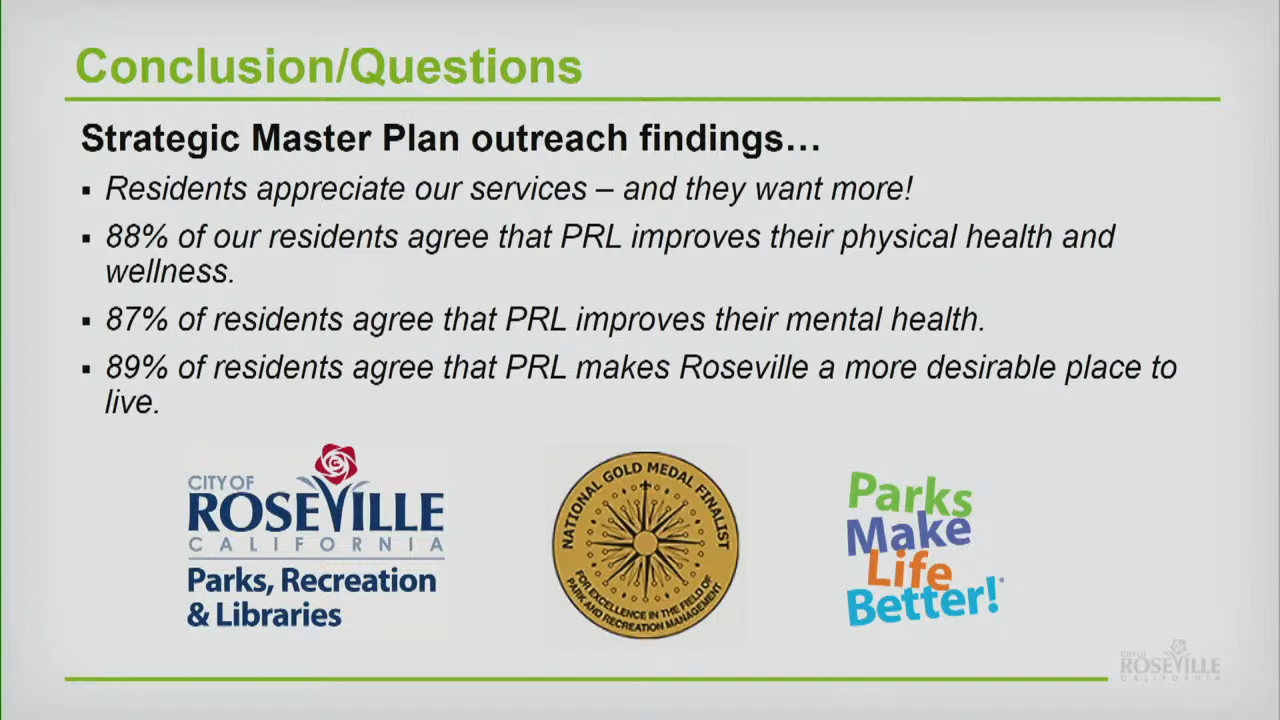 Conclusion/Questions
Strategic Master Plan outreach findings…
▪ Residents appreciate our services – and they want more!
▪ 88% of our residents agree that PRL improves their physical health and
wellness.
▪ 87% of residents agree that PRL improves their mental health.
▪ 89% of residents agree that PRL makes Roseville a more desirable place to
live.
CITY OF
ROSEVILLE
CALIFORNIA
Parks, Recreation
& Libraries
NATIONAL GOLD MEDAL FINALIST
FOR EXCELLENCE IN THE FIELD OF
PARK AND RECREATION MANAGEMENT
Parks
Make
Life
Better!
CITY OF
ROSEVILLE
CALIFORNIA